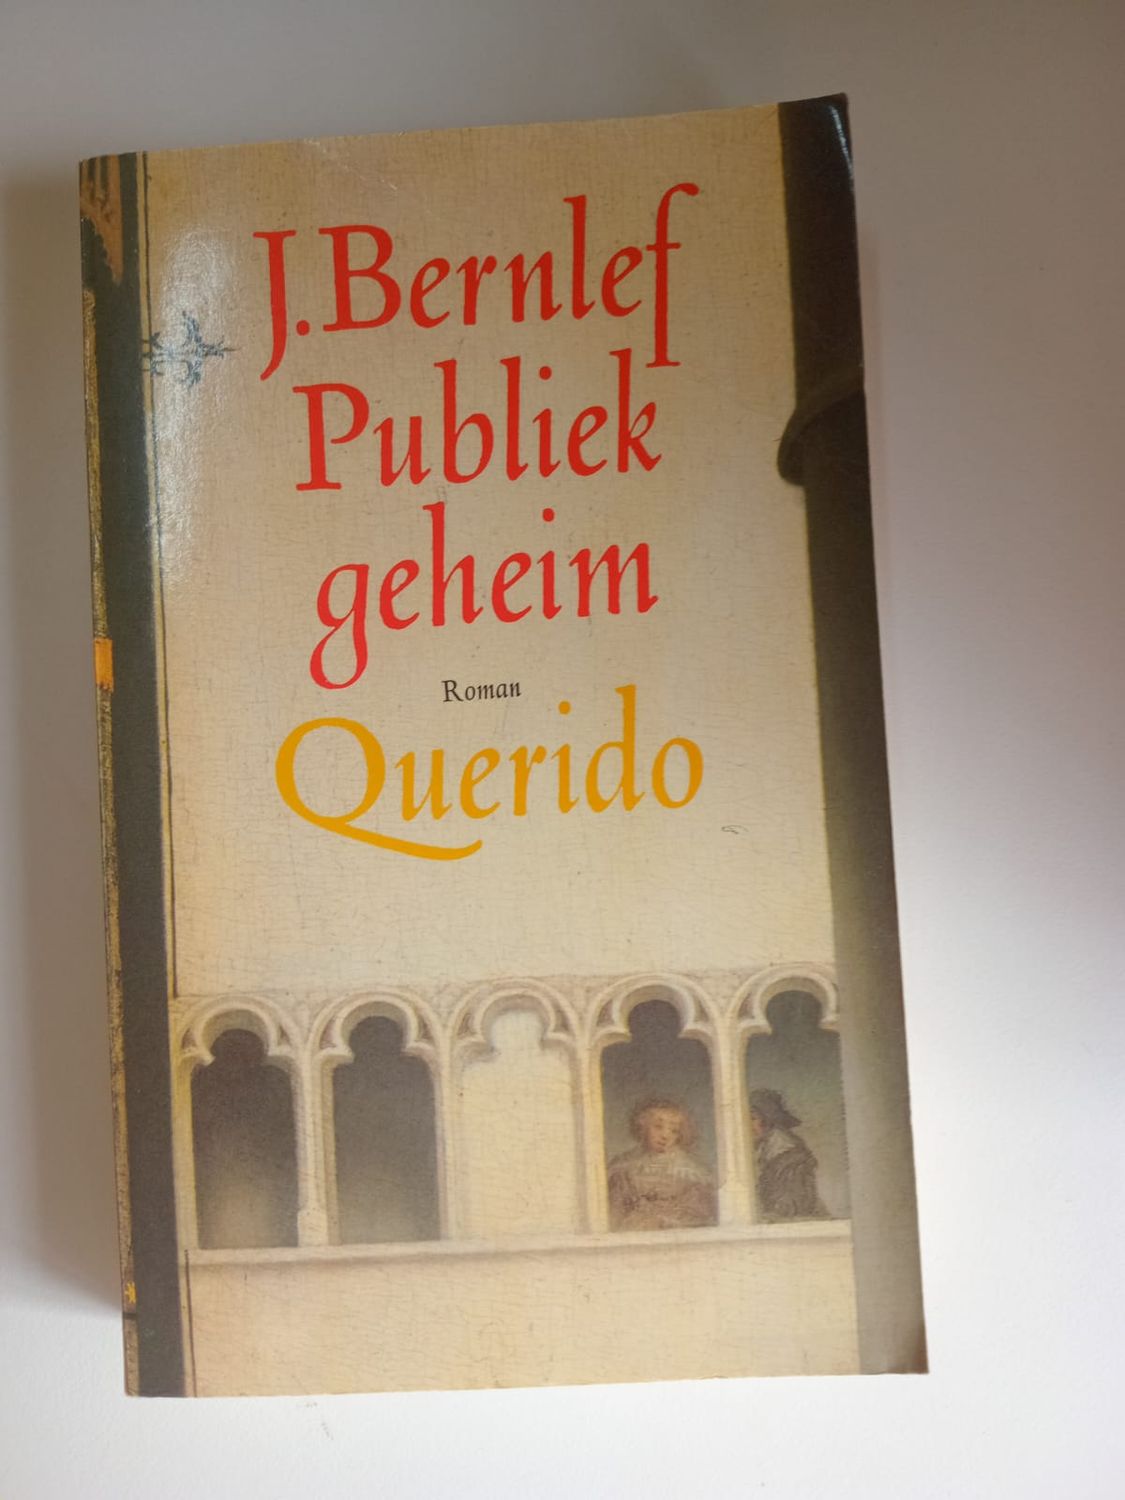 J. Bernlef
Publiek
geheim
Roman
Querido